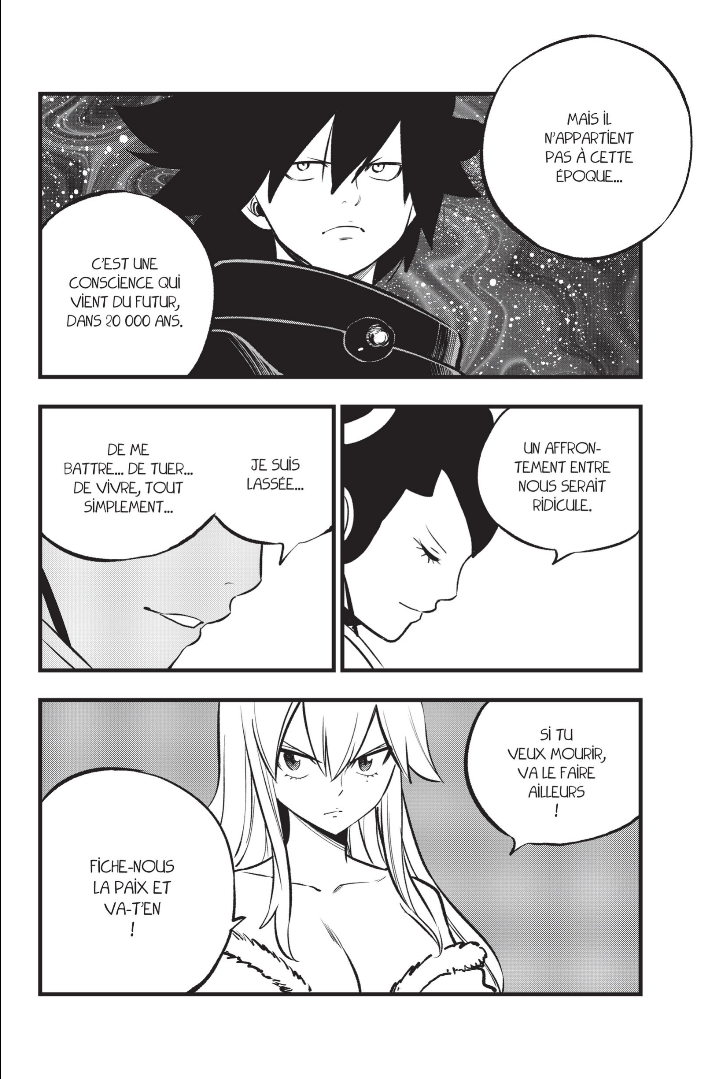 MAIS IL
N'APPARTIENT
PAS À CETTE
ÉPOQUE...
C'EST UNE
CONSCIENCE QUI
VIENT DU FUTUR,
DANS 20 000 ANS.
UN AFFRON-
TEMENT ENTRE
NOUS SERAIT
RIDICULE.
JE SUIS
LASSÉE...
DE ME
BATTRE... DE TUER...
DE VIVRE, TOUT
SIMPLEMENT...
SI TU
VEUX MOURIR,
VA LE FAIRE
AILLEURS
!
FICHE-NOUS
LA PAIX ET
VA-T'EN
!